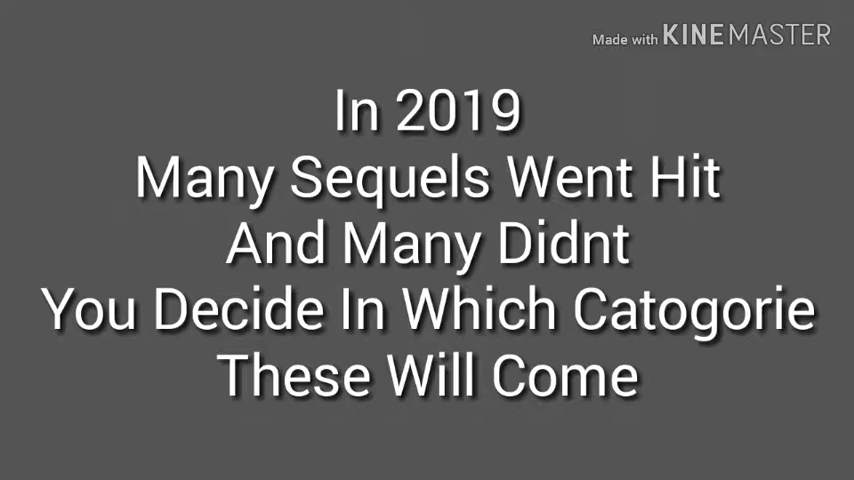 Made with KINEMASTER
In 2019
Many Sequels Went Hit
And Many Didnt
You Decide In Which Catogorie
These Will Come